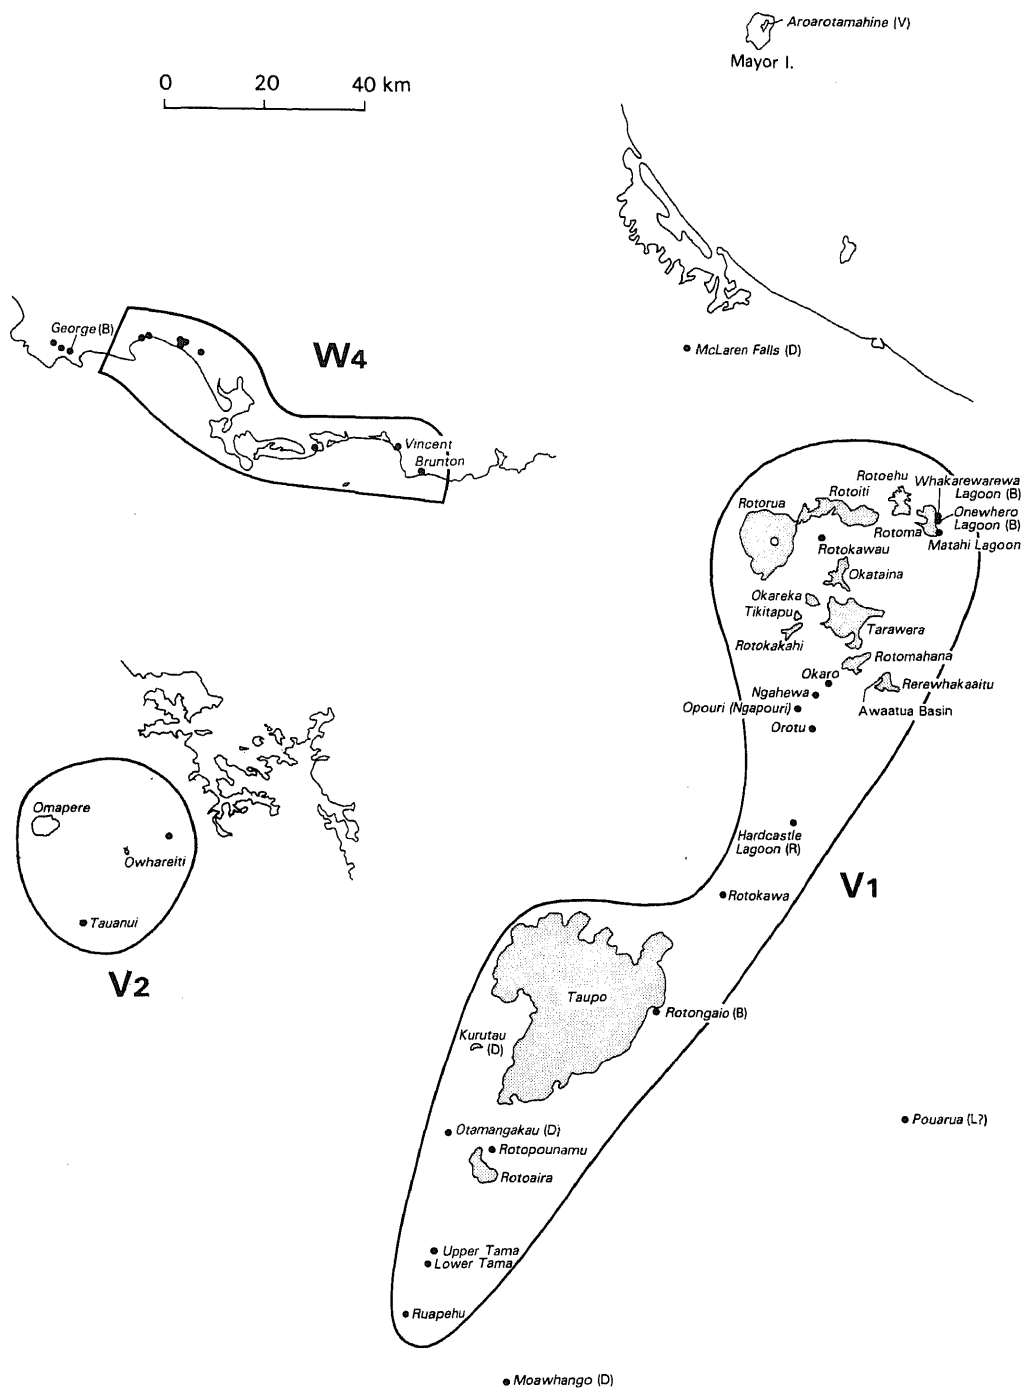 Aroarotamahine (V)
Mayor I.
0 20 40 km
McLaren Falls (D)
George (B)
W4
Vincent
Brunton
Rotoehu
Whakarewarewa
Lagoon (B)
Rotoiti
Rotorua
Onewhero
Lagoon (B)
Rotoma
Matahi Lagoon
Rotokawau
Okataina
Okareka
Tikitapu
Tarawera
Rotokakahi
Rotomahana
Okaro
Rerewhakaaitu
Ngahewa
Opouri (Ngapouri)
Awaatua Basin
Orotu
Hardcastle
Lagoon (R)
V1
Rotokawa
Omapere
Owhareiti
Tauanui
V2
Taupo
Rotongaio (B)
Kurutau
(D)
Pouarua (L?)
Otamangakau (D)
Rotopounamu
Rotoaira
Upper Tama
Lower Tama
Ruapehu
Moawhango (D)